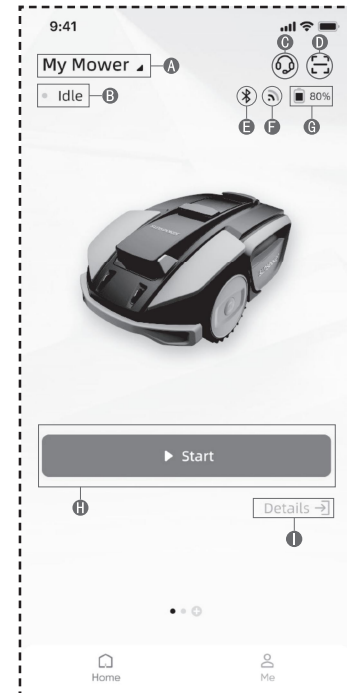 9:41
C D
My Mower A
Idle B
80%
E F G
Start
H
Details
I
Home Me